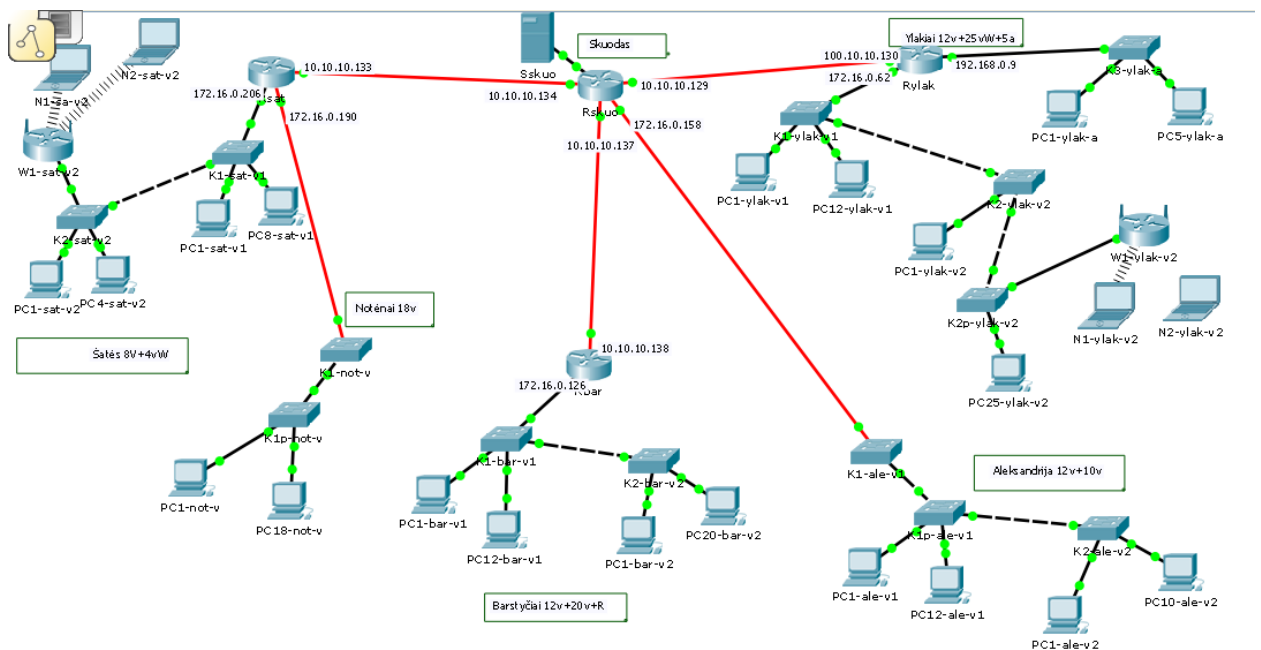 Skuodas
Ylakiai 12v+25vW+5a
N2-sat-v2
10.10.10.133
100.10.10.130
Sskuo
10.10.10.129
192.168.0.9
K3-ylak-a
172.16.0.62
Rylak
N1-sa-v2
172.16.0.206
10.10.10.134
Rskuo
172.16.0.190
172.16.0.158
K1-ylak-v1
PC1-ylak-a
PC5-ylak-a
10.10.10.137
W1-sat-v2
K1-sat-v1
PC1-ylak-v1
PC12-ylak-v1
K2-ylak-v2
K2-sat-v2
PC1-sat-v1
PC8-sat-v1
W1-ylak-v2
PC1-ylak-v2
PC1-sat-v2
PC4-sat-v2
Notėnai 18v
K2p-ylak-v2
N1-ylak-v2
N2-ylak-v2
Šatės 8V+4vW
10.10.10.138
K1-not-v
172.16.0.126
PC25-ylak-v2
K1p-not-v
K1-bar-v1
K1-ale-v1
Aleksandrija 12v+10v
K2-bar-v2
PC1-not-v
PC18-not-v
PC1-bar-v1
PC20-bar-v2
K1p-ale-v1
PC12-bar-v1
PC1-bar-v2
K2-ale-v2
PC1-ale-v1
PC12-ale-v1
PC10-ale-v2
Barstyčiai 12v+20v+R
PC1-ale-v2